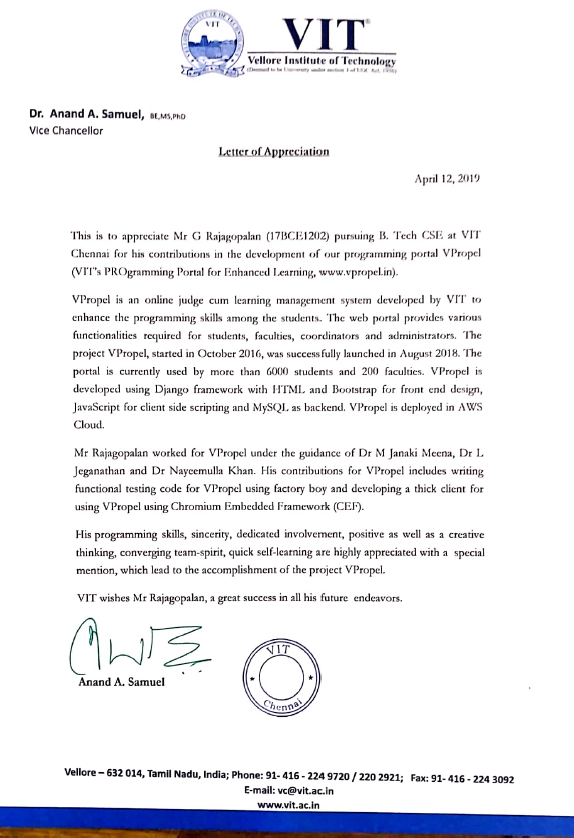 VIT
VIT
Vellore Institute of Technology
(Deemed to be University under section 3 of UGC Act, 1956)
Dr. Anand A. Samuel, BE,MS,PhD
Vice Chancellor
Letter of Appreciation
April 12, 2019
This is to appreciate Mr G Rajagopalan (17BCE1202) pursuing B. Tech CSE at VIT
Chennai for his contributions in the development of our programming portal VPropel
(VIT's PROgramming Portal for Enhanced Learning, www.vpropel.in).
VPropel is an online judge cum learning management system developed by VIT to
enhance the programming skills among the students. The web portal provides various
functionalities required for students, faculties, coordinators and administrators. The
project VPropel, started in October 2016, was successfully launched in August 2018. The
portal is currently used by more than 6000 students and 200 faculties. VPropel is
developed using Django framework with HTML and Bootstrap for front end design,
JavaScript for client side scripting and MySQL as backend. VPropel is deployed in AWS
Cloud.
Mr Rajagopalan worked for VPropel under the guidance of Dr M Janaki Meena, Dr L
Jeganathan and Dr Nayeemulla Khan. His contributions for VPropel includes writing
functional testing code for VPropel using factory boy and developing a thick client for
using VPropel using Chromium Embedded Framework (CEF).
His programming skills, sincerity, dedicated involvement, positive as well as a creative
thinking, converging team-spirit, quick self-learning are highly appreciated with a special
mention, which lead to the accomplishment of the project VPropel.
VIT wishes Mr Rajagopalan, a great success in all his future endeavors.
Anand A. Samuel
VIT
Chennai
Vellore – 632 014, Tamil Nadu, India; Phone: 91- 416 - 224 9720 / 220 2921; Fax: 91- 416 - 224 3092
E-mail: vc@vit.ac.in
www.vit.ac.in